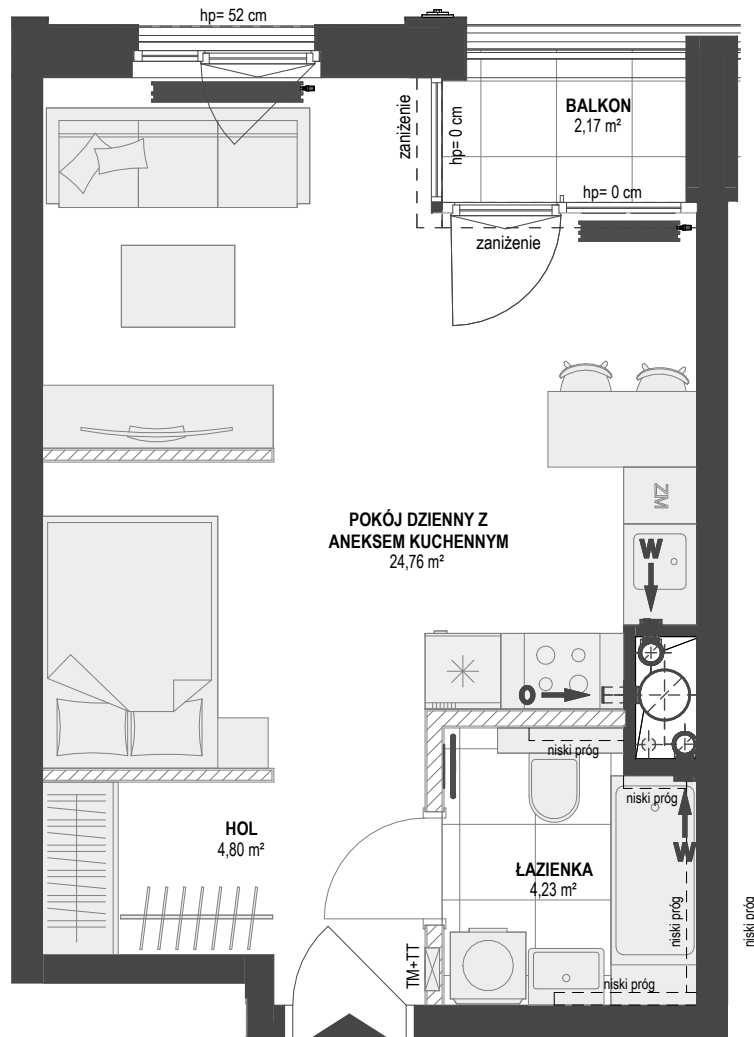 hp= 52 cm
zaniżenie
hp= 0 cm
BALKON
2,17 m²
hp= 0 cm
zaniżenie
ZM
POKÓJ DZIENNY Z
ANEKSEM KUCHENNYM
24,76 m²
W
O
niski próg
niski próg
HOL
4,80 m²
W
ŁAZIENKA
4,23 m²
niski próg
niski próg
TM+TT
niski próg